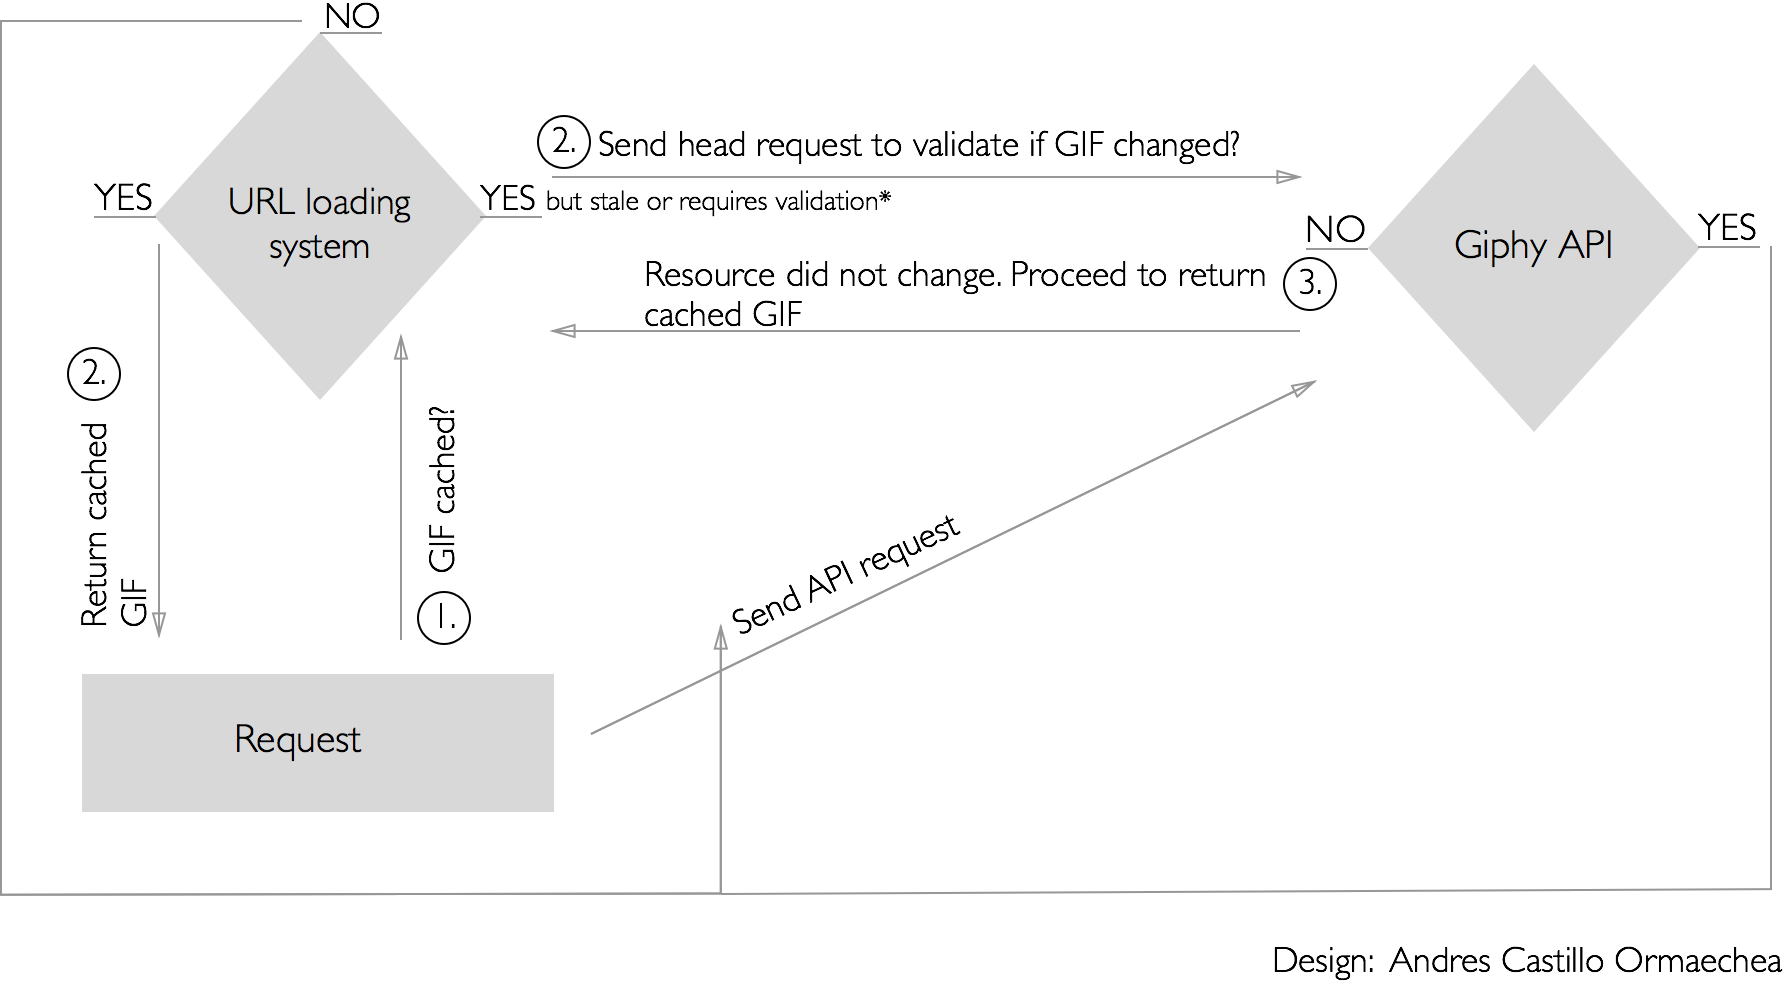 NO
2. Send head request to validate if GIF changed?
YES
URL loading
system
YES but stale or requires validation*
NO
Giphy API
YES
Resource did not change. Proceed to return
cached GIF
3.
2.
Return cached
GIF
GIF cached?
1.
Send API request
Request
Design: Andres Castillo Ormaechea